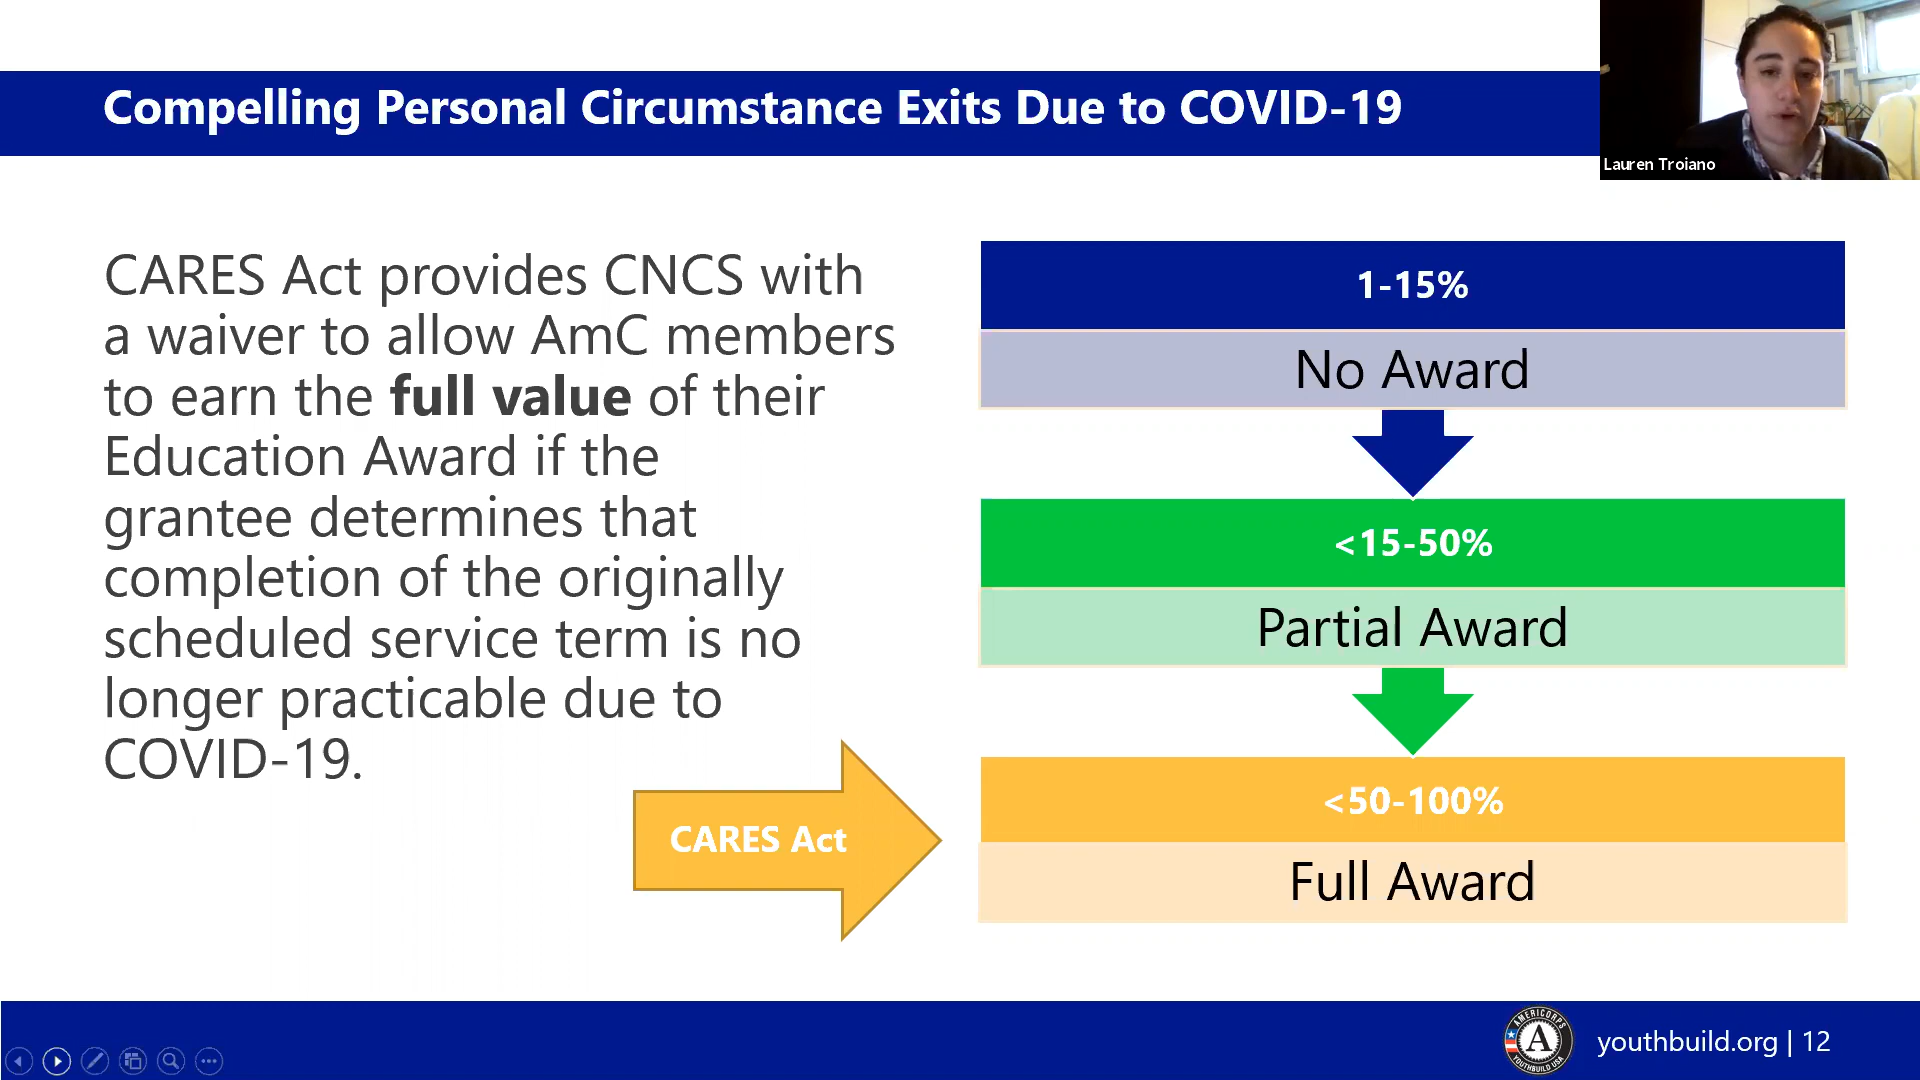 Compelling Personal Circumstance Exits Due to COVID-19
Lauren Troiano
CARES Act provides CNCS with
a waiver to allow AmC members
to earn the full value of their
Education Award if the
grantee determines that
completion of the originally
scheduled service term is no
longer practicable due to
COVID-19.
CARES Act
1-15%
No Award
<15-50%
Partial Award
<50-100%
Full Award
AMERICORPS
A
YOUTHBUILD USA
youthbuild.org | 12